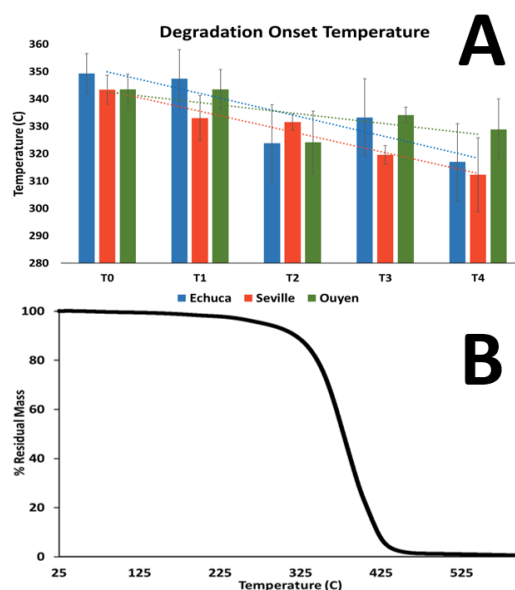 Degradation Onset Temperature
A
Temperature (C)
360
350
340
330
320
310
300
290
280
T0 T1 T2 T3 T4
Echuca Seville Ouyen
B
% Residual Mass
100
80
60
40
20
0
25 125 225 325 425 525
Temperature (C)